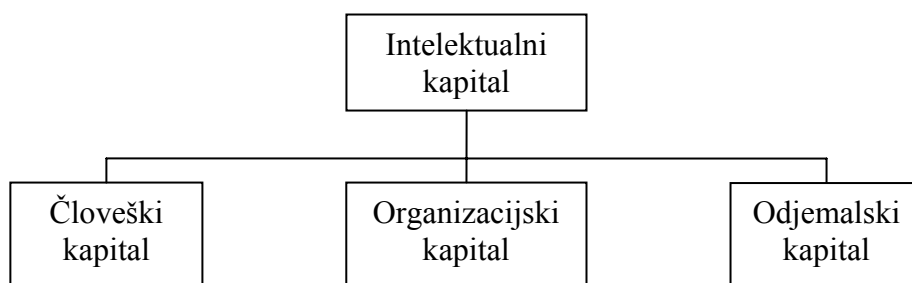 Intelektualni
kapital
Človeški
kapital
Organizacijski
kapital
Odjemalski
kapital